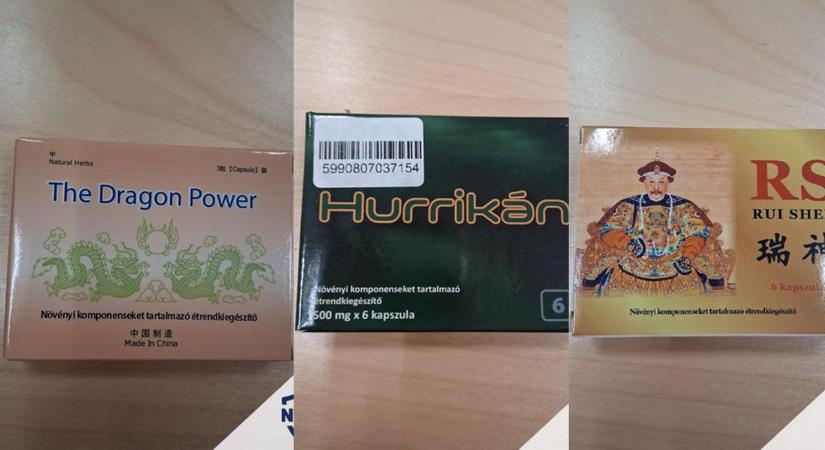 中
Natural Herbs
3粒【Capsule】装
The Dragon Power
Növényi komponenseket tartalmazó étrendkiegészítő
中国制造
Made In China
N
5990807037154
Hurrikán
Növényi komponenseket tartalmazó
étrendkiegészítő
500 mg x 6 kapszula
6
RS
RUI SHE
瑞 神
6 kapszula
Növényi komponenseket tartalmazó étrendkiegészítő